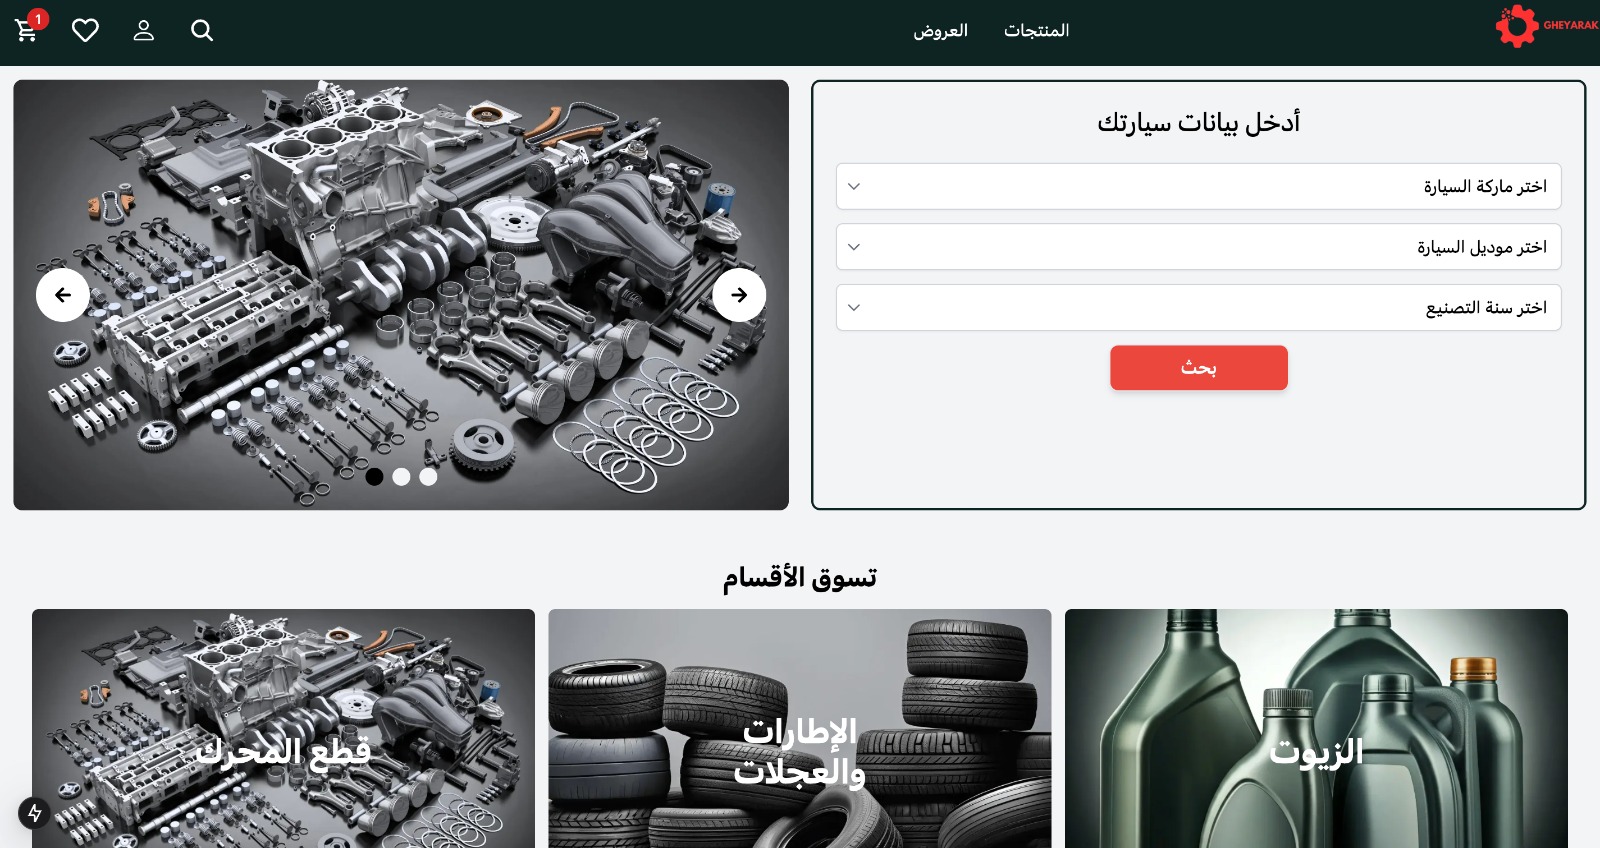 GHEYARAK
المنتجات
العروض
1
أدخل بيانات سيارتك
اختر ماركة السيارة
اختر موديل السيارة
اختر سنة التصنيع
بحث
تسوق الأقسام
الزيوت
الإطارات
والعجلات
قطع المحرك